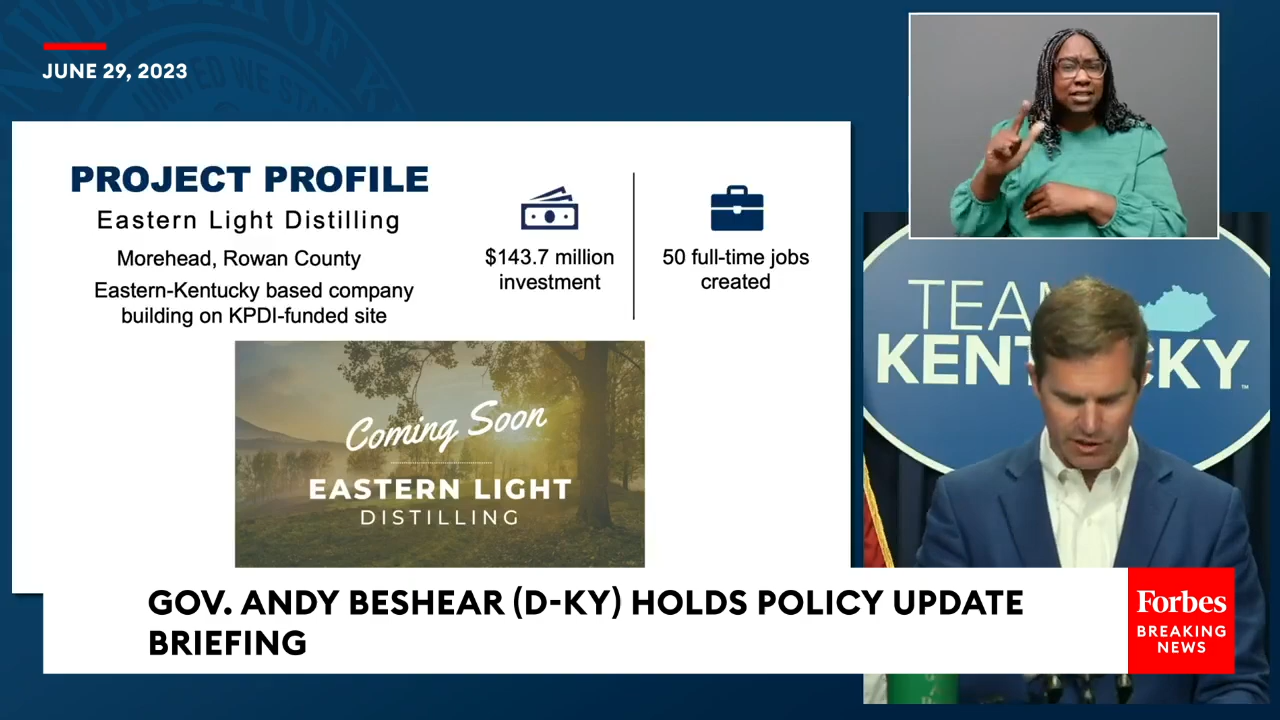 JUNE 29, 2023
PROJECT PROFILE
Eastern Light Distilling
Morehead, Rowan County
Eastern-Kentucky based company
building on KPDI-funded site
$143.7 million
investment
50 full-time jobs
created
Coming Soon
EASTERN LIGHT
DISTILLING
TEAM
KENTUCKY
GOV. ANDY BESHEAR (D-KY) HOLDS POLICY UPDATE
BRIEFING
Forbes
BREAKING
NEWS